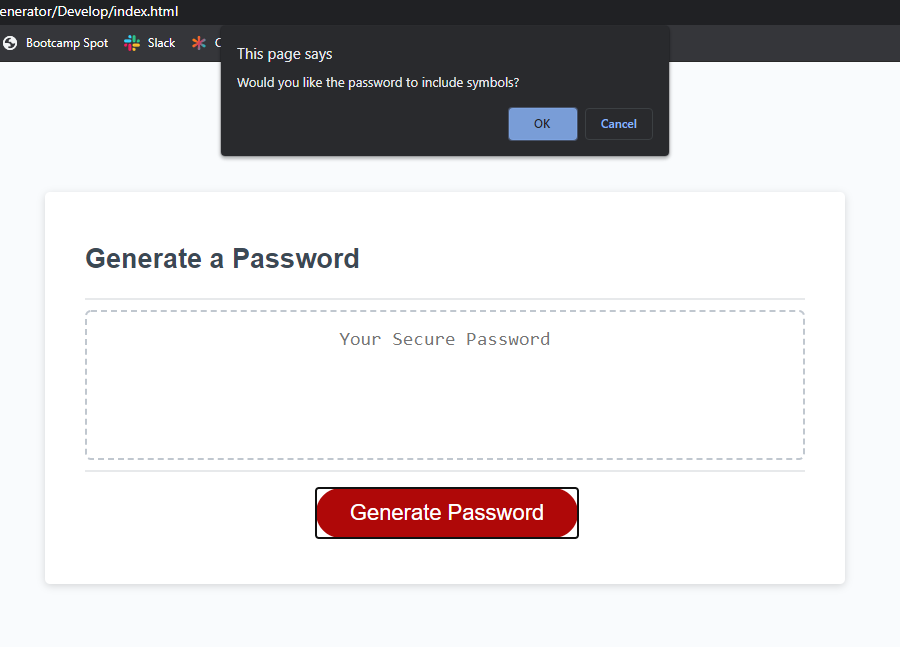 enerator/Develop/index.html
Bootcamp Spot Slack C
This page says
Would you like the password to include symbols?
OK Cancel
Generate a Password
Your Secure Password
Generate Password